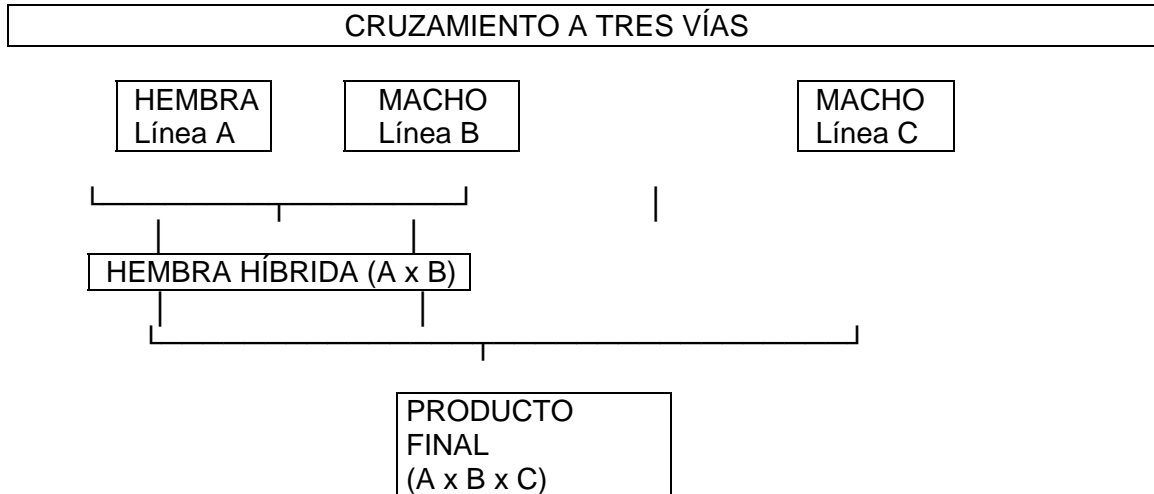 CRUZAMIENTO A TRES VÍAS
HEMBRA
Línea A
MACHO
Línea B
MACHO
Línea C
HEMBRA HÍBRIDA (A x B)
PRODUCTO
FINAL
(A x B x C)